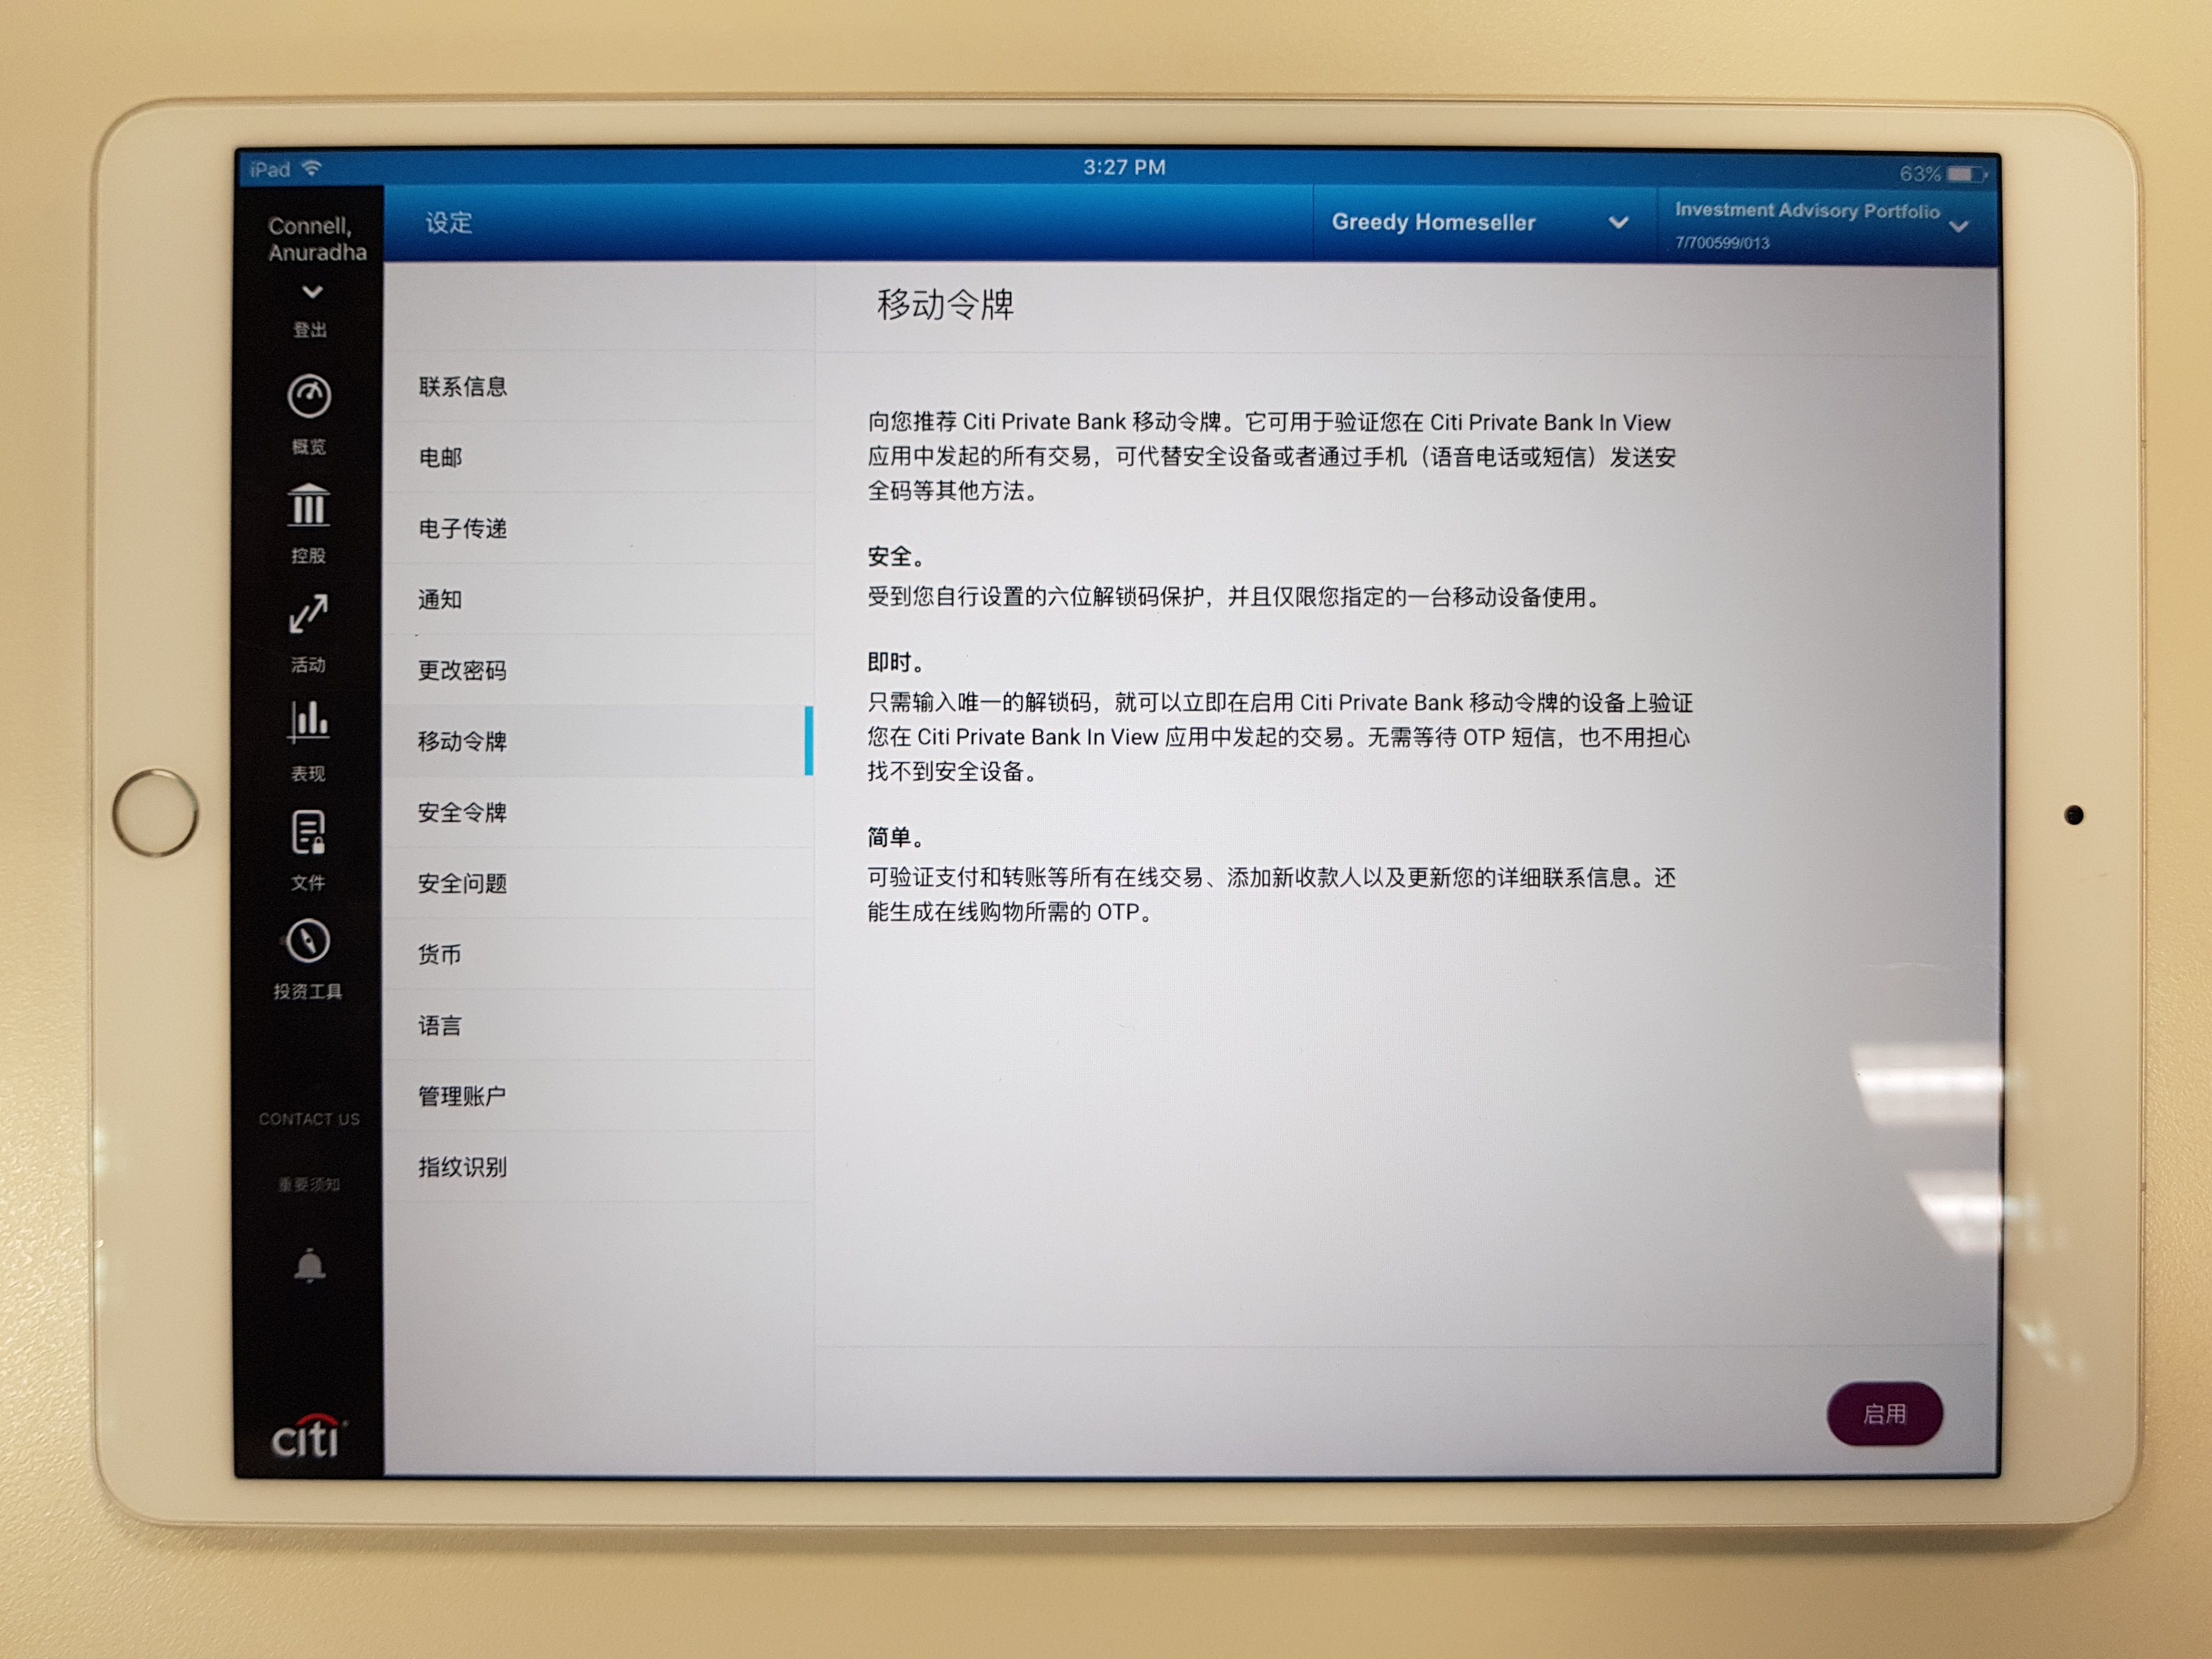 iPad
3:27 PM
63%
Connell,
Anuradha
登出
概览
控股
活动
表现
文件
投资工具
CONTACT US
重要须知
citi
设定
Greedy Homeseller
Investment Advisory Portfolio
7/700599/013
联系信息
电邮
电子传递
通知
更改密码
移动令牌
安全令牌
安全问题
货币
语言
管理账户
指纹识别
移动令牌
向您推荐 Citi Private Bank 移动令牌。它可用于验证您在 Citi Private Bank In View
应用中发起的所有交易，可代替安全设备或者通过手机（语音电话或短信）发送安
全码等其他方法。
安全。
受到您自行设置的六位解锁码保护，并且仅限您指定的一台移动设备使用。
即时。
只需输入唯一的解锁码，就可以立即在启用 Citi Private Bank 移动令牌的设备上验证
您在 Citi Private Bank In View 应用中发起的交易。无需等待 OTP 短信，也不用担心
找不到安全设备。
简单。
可验证支付和转账等所有在线交易、添加新收款人以及更新您的详细联系信息。还
能生成在线购物所需的 OTP。
启用